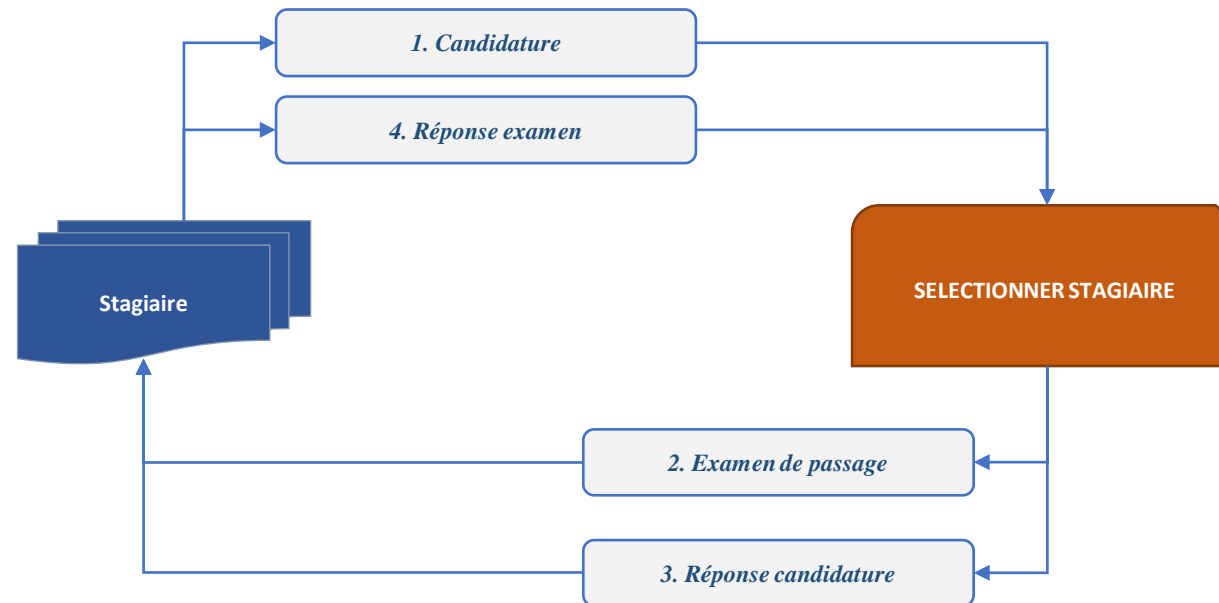 1. Candidature
4. Réponse examen
Stagiaire
SELECTIONNER STAGIAIRE
2. Examen de passage
3. Réponse candidature